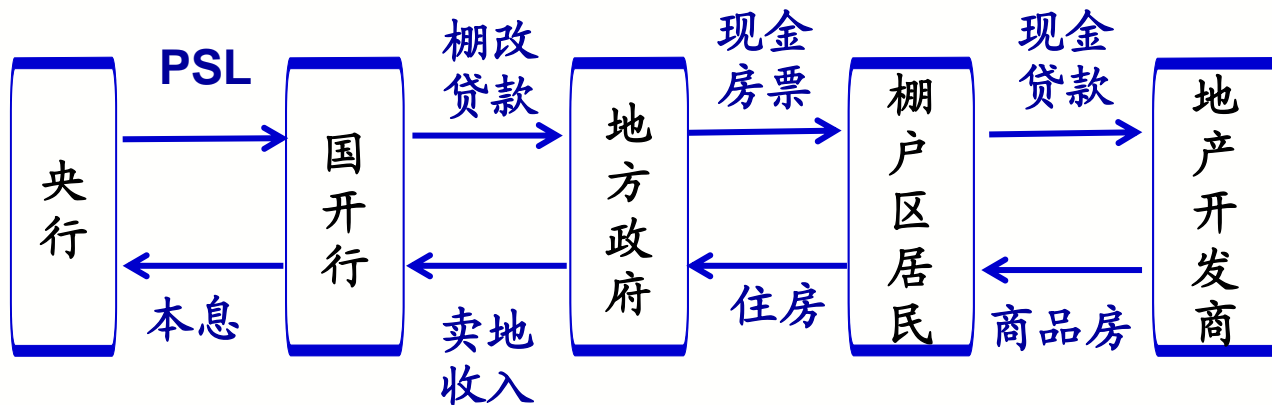 央行
PSL
本息
国开行
棚改
贷款
卖地
收入
地方政府
现金
房票
住房
棚户区居民
现金
贷款
商品房
地产开发商